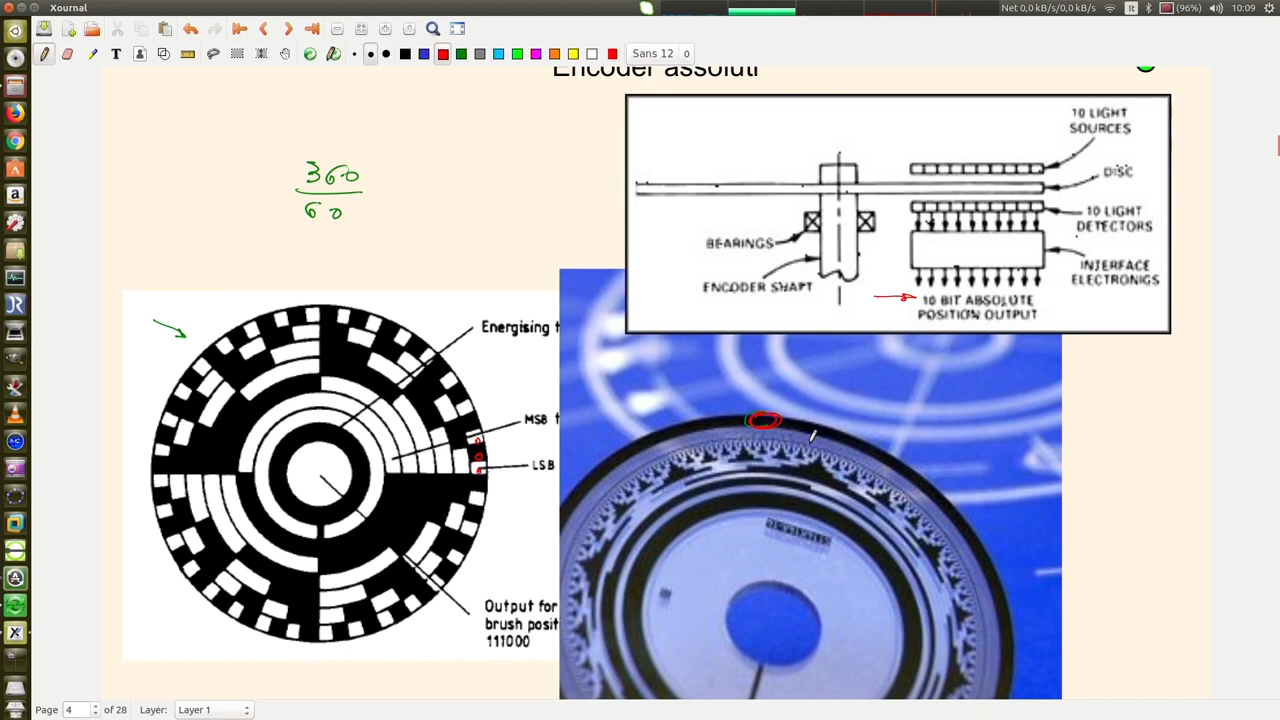 Xournal
Net 0,0 kB/s/0,0 kB/s
It
(96%)
10:09
Sans 12
Encoder assoluti
360
60
10 LIGHT
SOURCES
DISC
10 LIGHT
DETECTORS
BEARINGS
INTERFACE
ELECTRONICS
ENCODER SHAFT
10 BIT ABSOLUTE
POSITION OUTPUT
Energising t
MSB t
LSB
Output for
brush posit
111000
Page 4 of 28 Layer: Layer 1